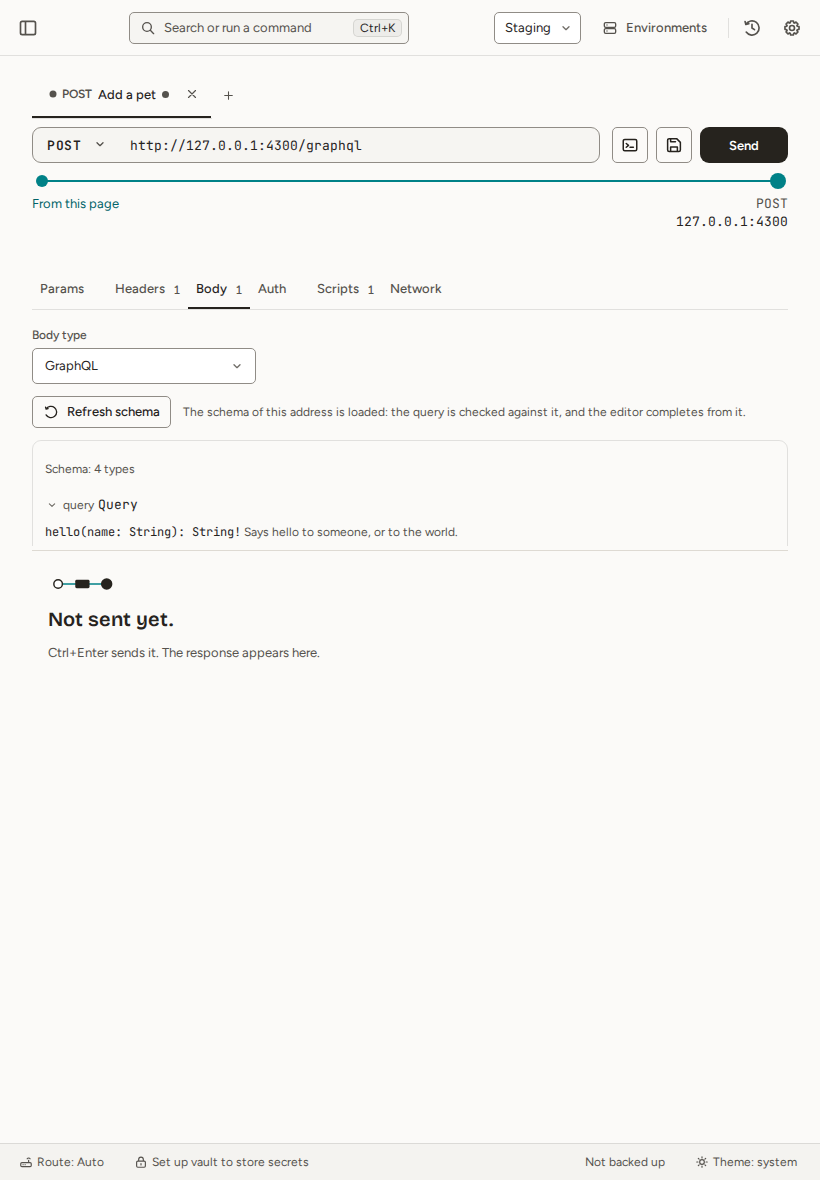 Search or run a command Ctrl+K Staging Environments
POST Add a pet
POST http://127.0.0.1:4300/graphql Send
From this page POST
127.0.0.1:4300
Params Headers 1 Body 1 Auth Scripts 1 Network
Body type
GraphQL
Refresh schema The schema of this address is loaded: the query is checked against it, and the editor completes from it.
Schema: 4 types
query Query
hello(name: String): String! Says hello to someone, or to the world.
Not sent yet.
Ctrl+Enter sends it. The response appears here.
Route: Auto Set up vault to store secrets Not backed up Theme: system